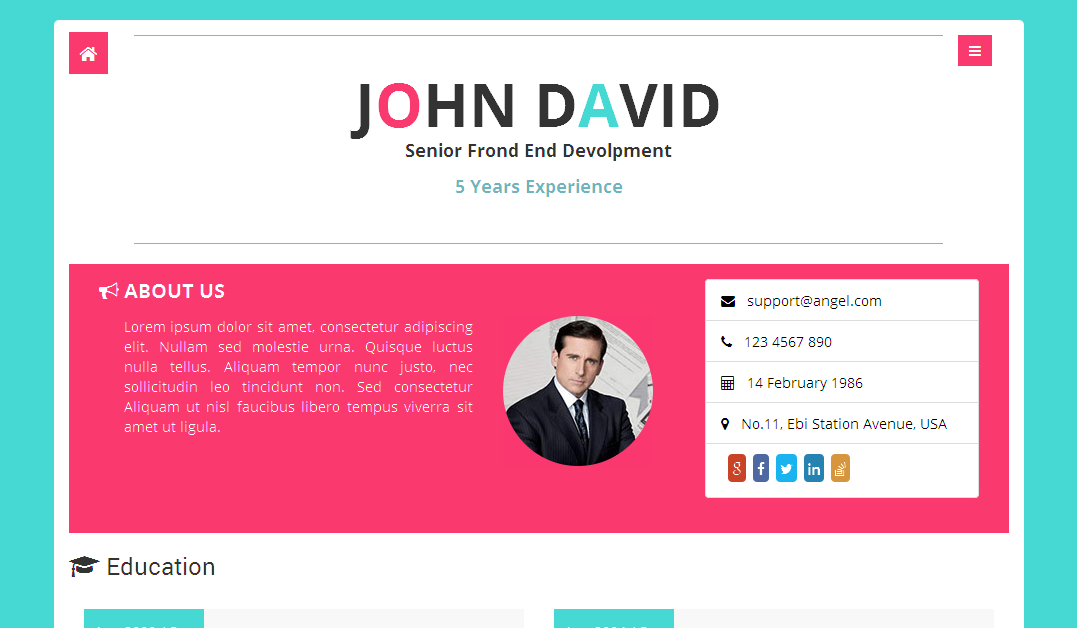 JOHN DAVID
Senior Frond End Devolpment
5 Years Experience
ABOUT US
Lorem ipsum dolor sit amet, consectetur adipiscing
elit. Nullam sed molestie urna. Quisque luctus
nulla tellus. Aliquam tempor nunc justo, nec
sollicitudin leo tincidunt non. Sed consectetur
Aliquam ut nisl faucibus libero tempus viverra sit
amet ut ligula.
support@angel.com
123 4567 890
14 February 1986
No.11, Ebi Station Avenue, USA
Education